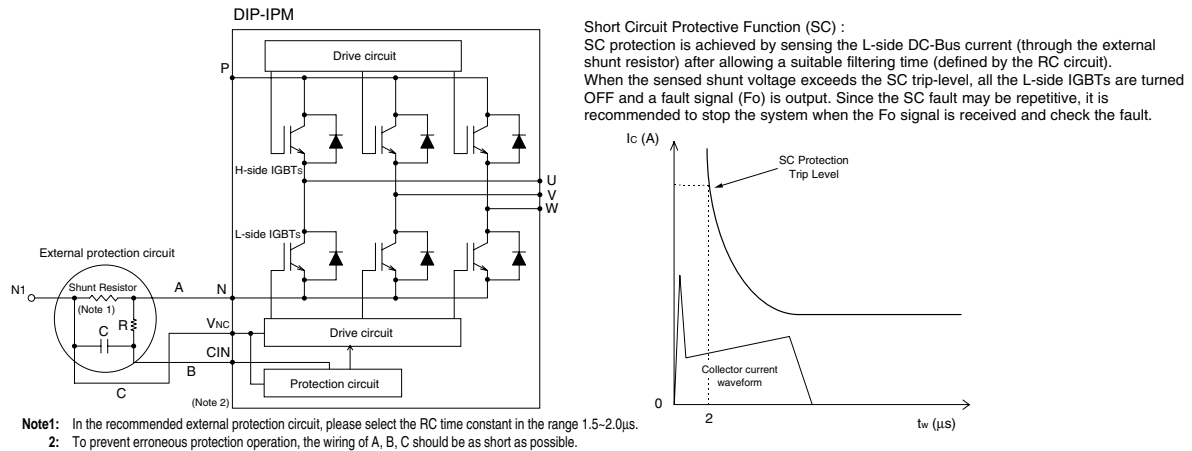 DIP-IPM
Drive circuit
P
H-side IGBTs
U
V
W
L-side IGBTs
External protection circuit
Shunt Resistor
A
N
N1
(Note 1)
VNC
R
C
Drive circuit
CIN
B
Protection circuit
C
(Note 2)
Short Circuit Protective Function (SC) :
SC protection is achieved by sensing the L-side DC-Bus current (through the external
shunt resistor) after allowing a suitable filtering time (defined by the RC circuit).
When the sensed shunt voltage exceeds the SC trip-level, all the L-side IGBTs are turned
OFF and a fault signal (Fo) is output. Since the SC fault may be repetitive, it is
recommended to stop the system when the Fo signal is received and check the fault.
IC (A)
SC Protection
Trip Level
Collector current
waveform
0
2
tw (μs)
Note1: In the recommended external protection circuit, please select the RC time constant in the range 1.5~2.0μs.
2: To prevent erroneous protection operation, the wiring of A, B, C should be as short as possible.